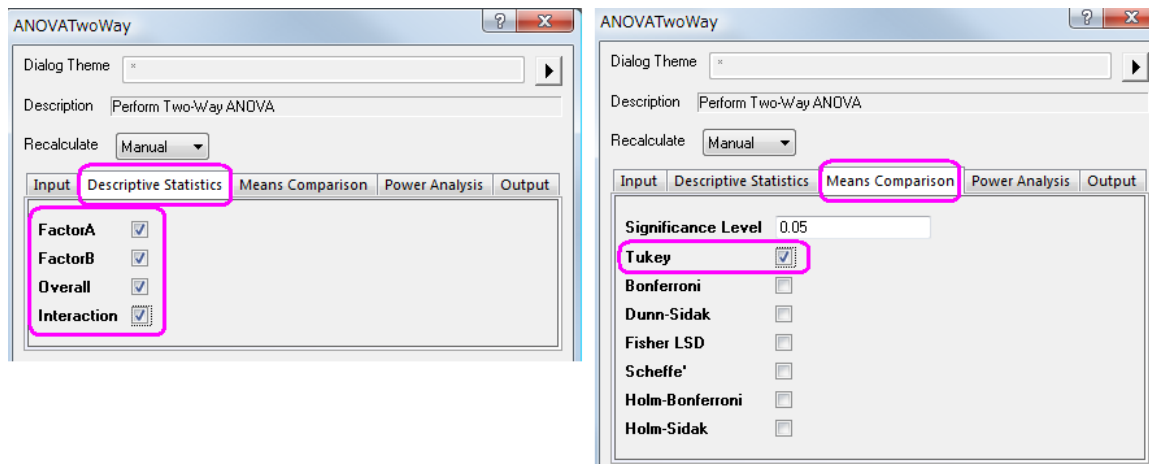 ANOVATwoWay
Dialog Theme *
Description Perform Two-Way ANOVA
Recalculate Manual
Input Descriptive Statistics Means Comparison Power Analysis Output
FactorA
FactorB
Overall
Interaction
ANOVATwoWay
Dialog Theme *
Description Perform Two-Way ANOVA
Recalculate Manual
Input Descriptive Statistics Means Comparison Power Analysis Output
Significance Level 0.05
Tukey
Bonferroni
Dunn-Sidak
Fisher LSD
Scheffe'
Holm-Bonferroni
Holm-Sidak